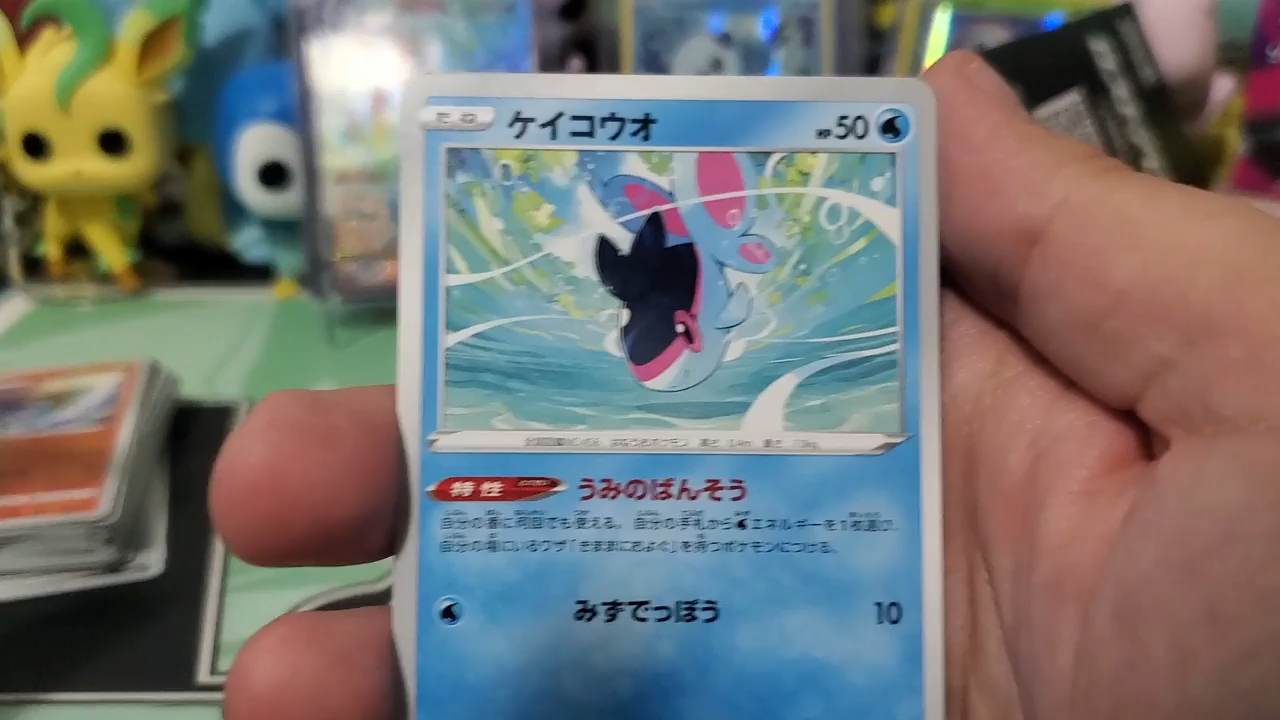 たね ケイコウオ HP50
特性 うみのばんそう
自分の番に何回でも使える。自分の手札からエネルギーを1枚選び、
自分の場にいるワザ「きままにおよぐ」を持つポケモンにつける。
みずでっぽう 10